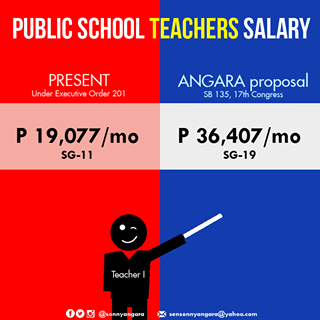 PUBLIC SCHOOL TEACHERS SALARY
PRESENT
Under Executive Order 201
P 19,077/mo
SG-11
ANGARA proposal
SB 135, 17th Congress
P 36,407/mo
SG-19
Teacher I
@sonnyangara
sensonnyangara@yahoo.com